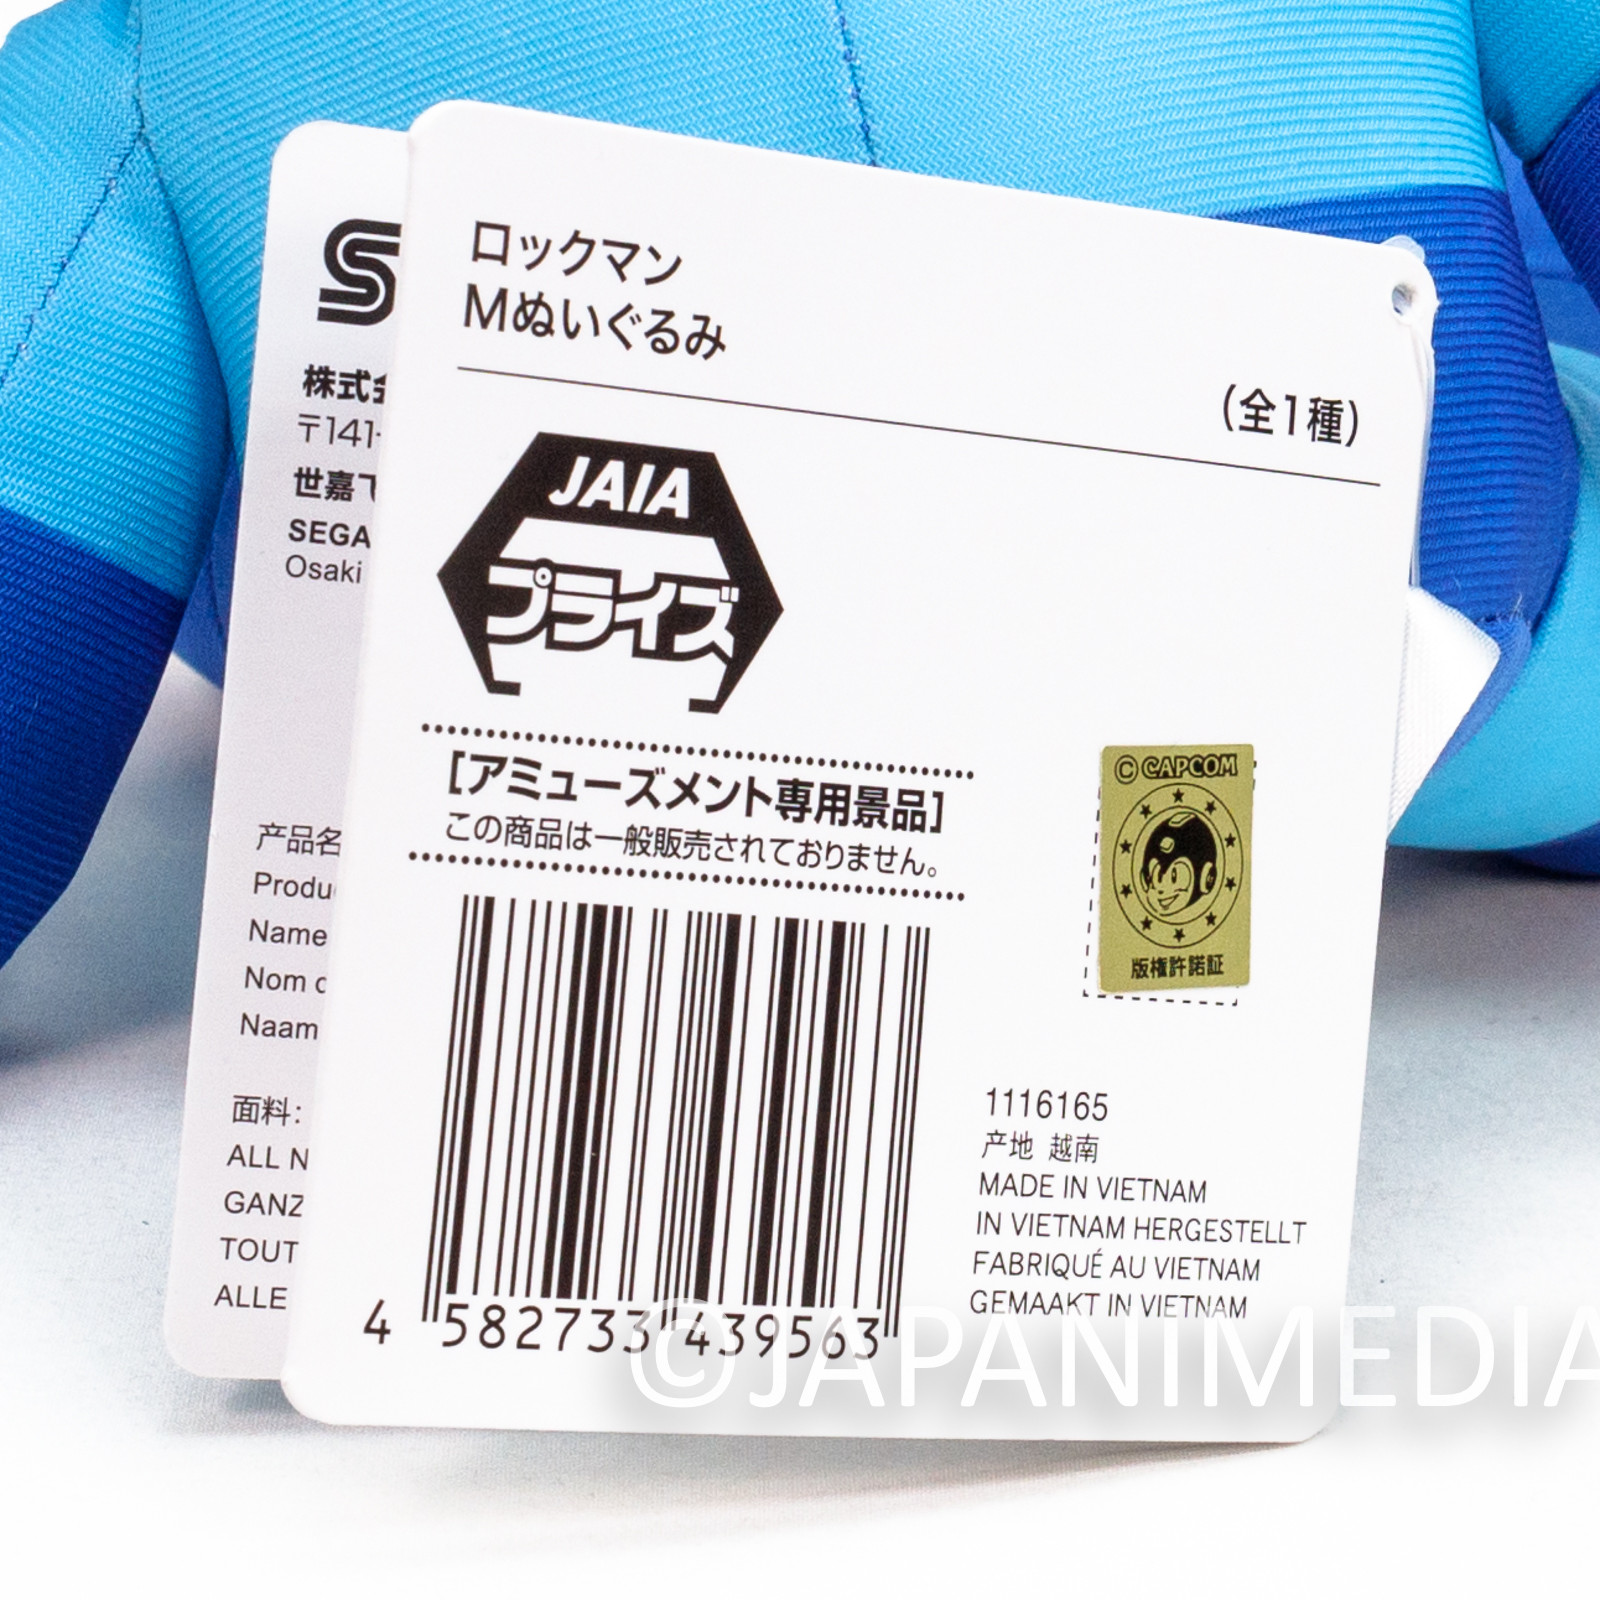 ロックマン
Mぬいぐるみ
(全1種)
JAIA
プライズ
[アミューズメント専用景品]
この商品は一般販売されておりません。
4 582733 439563
© CAPCOM
版権許諾証
1116165
产地 越南
MADE IN VIETNAM
IN VIETNAM HERGESTELLT
FABRIQUÉ AU VIETNAM
GEMAAKT IN VIETNAM
S
株式
〒141-
世嘉
SEGA
Osaki
产品名
Produ
Name
Nom
Naam
面料:
ALL N
GANZ
TOUT
ALLE
©JAPANIMEDIA